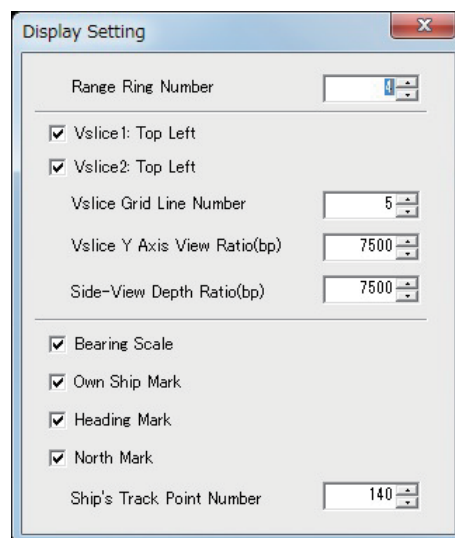 Display Setting
Range Ring Number 4
Vslice1: Top Left
Vslice2: Top Left
Vslice Grid Line Number 5
Vslice Y Axis View Ratio(bp) 7500
Side-View Depth Ratio(bp) 7500
Bearing Scale
Own Ship Mark
Heading Mark
North Mark
Ship's Track Point Number 140